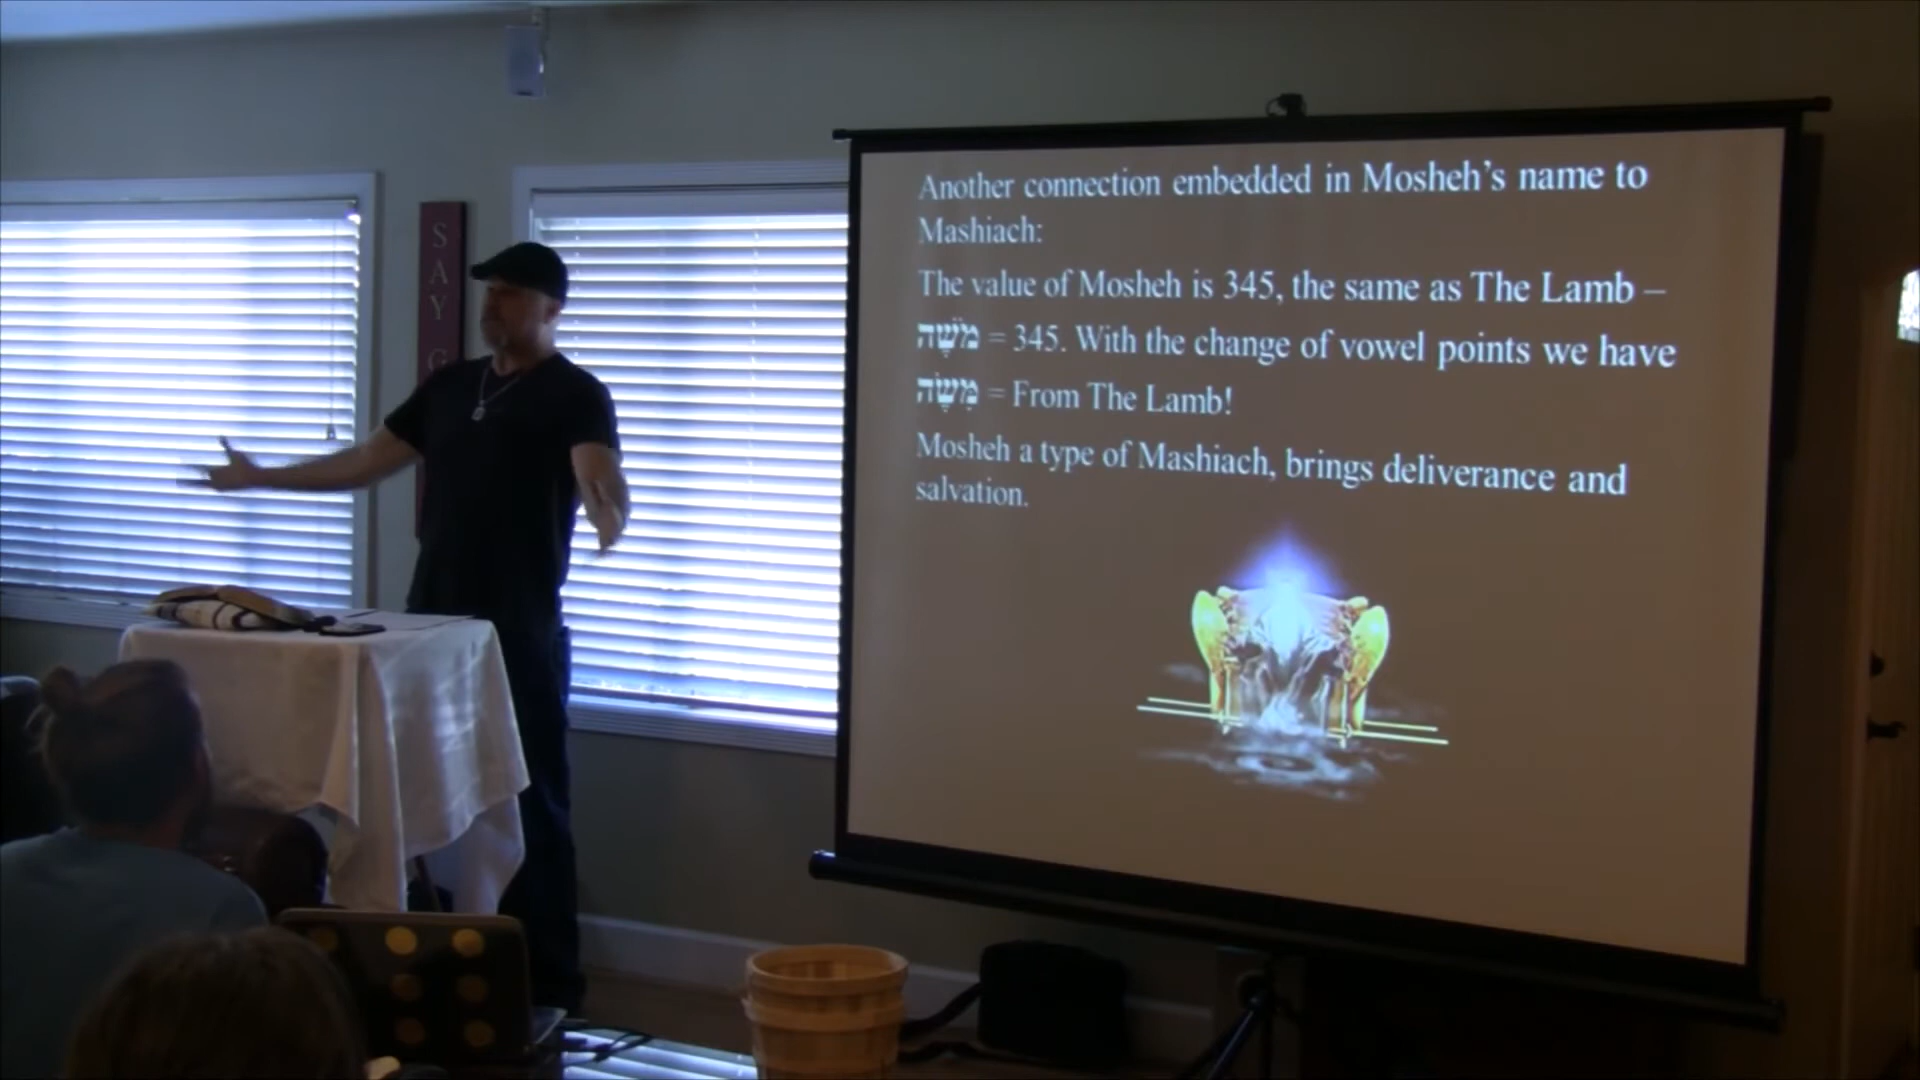 SAY G
Another connection embedded in Mosheh's name to
Mashiach:
The value of Mosheh is 345, the same as The Lamb –
מֹשֶׁה = 345. With the change of vowel points we have
מִשֶּׂה = From The Lamb!
Mosheh a type of Mashiach, brings deliverance and
salvation.